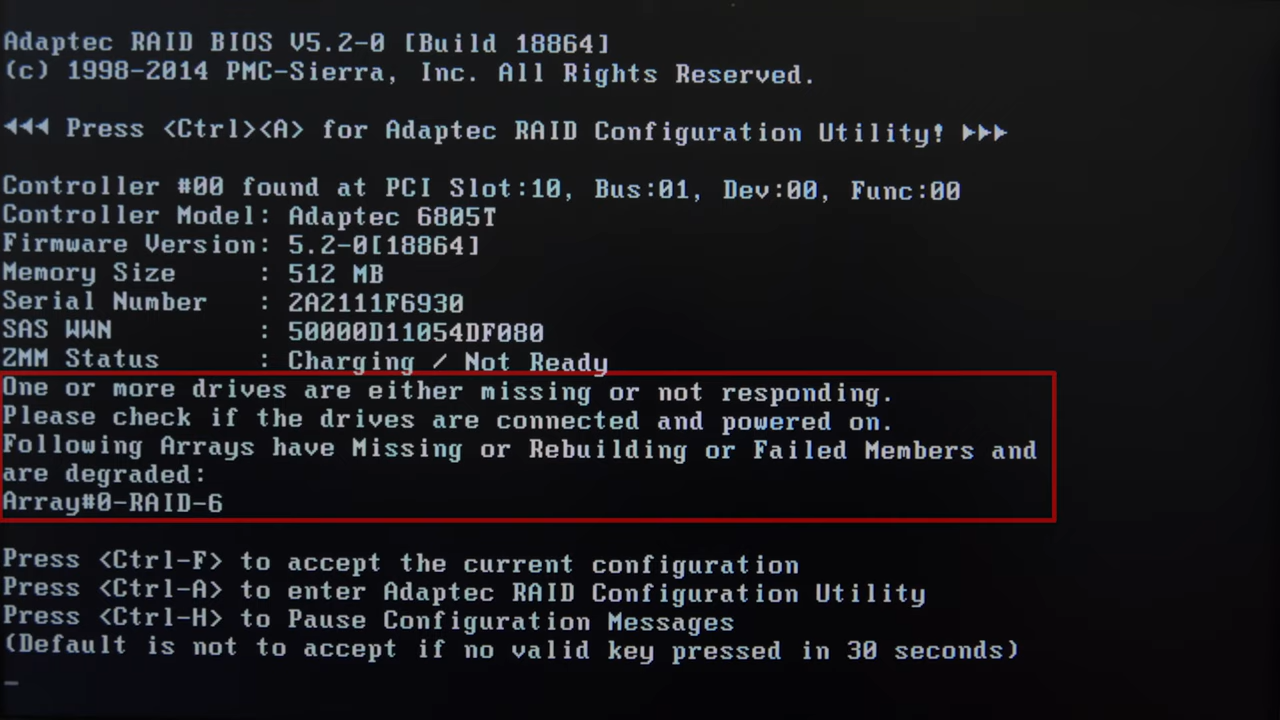 Adaptec RAID BIOS V5.2-0 [Build 18864]
(c) 1998-2014 PMC-Sierra, Inc. All Rights Reserved.
◄◄◄ Press <Ctrl><A> for Adaptec RAID Configuration Utility! ►►►
Controller #00 found at PCI Slot:10, Bus:01, Dev:00, Func:00
Controller Model: Adaptec 6805T
Firmware Version: 5.2-0[18864]
Memory Size : 512 MB
Serial Number : 2A2111F6930
SAS WWN : 50000D11054DF080
ZMM Status : Charging / Not Ready
One or more drives are either missing or not responding.
Please check if the drives are connected and powered on.
Following Arrays have Missing or Rebuilding or Failed Members and
are degraded:
Array#0-RAID-6
Press <Ctrl-F> to accept the current configuration
Press <Ctrl-A> to enter Adaptec RAID Configuration Utility
Press <Ctrl-H> to Pause Configuration Messages
(Default is not to accept if no valid key pressed in 30 seconds)
_